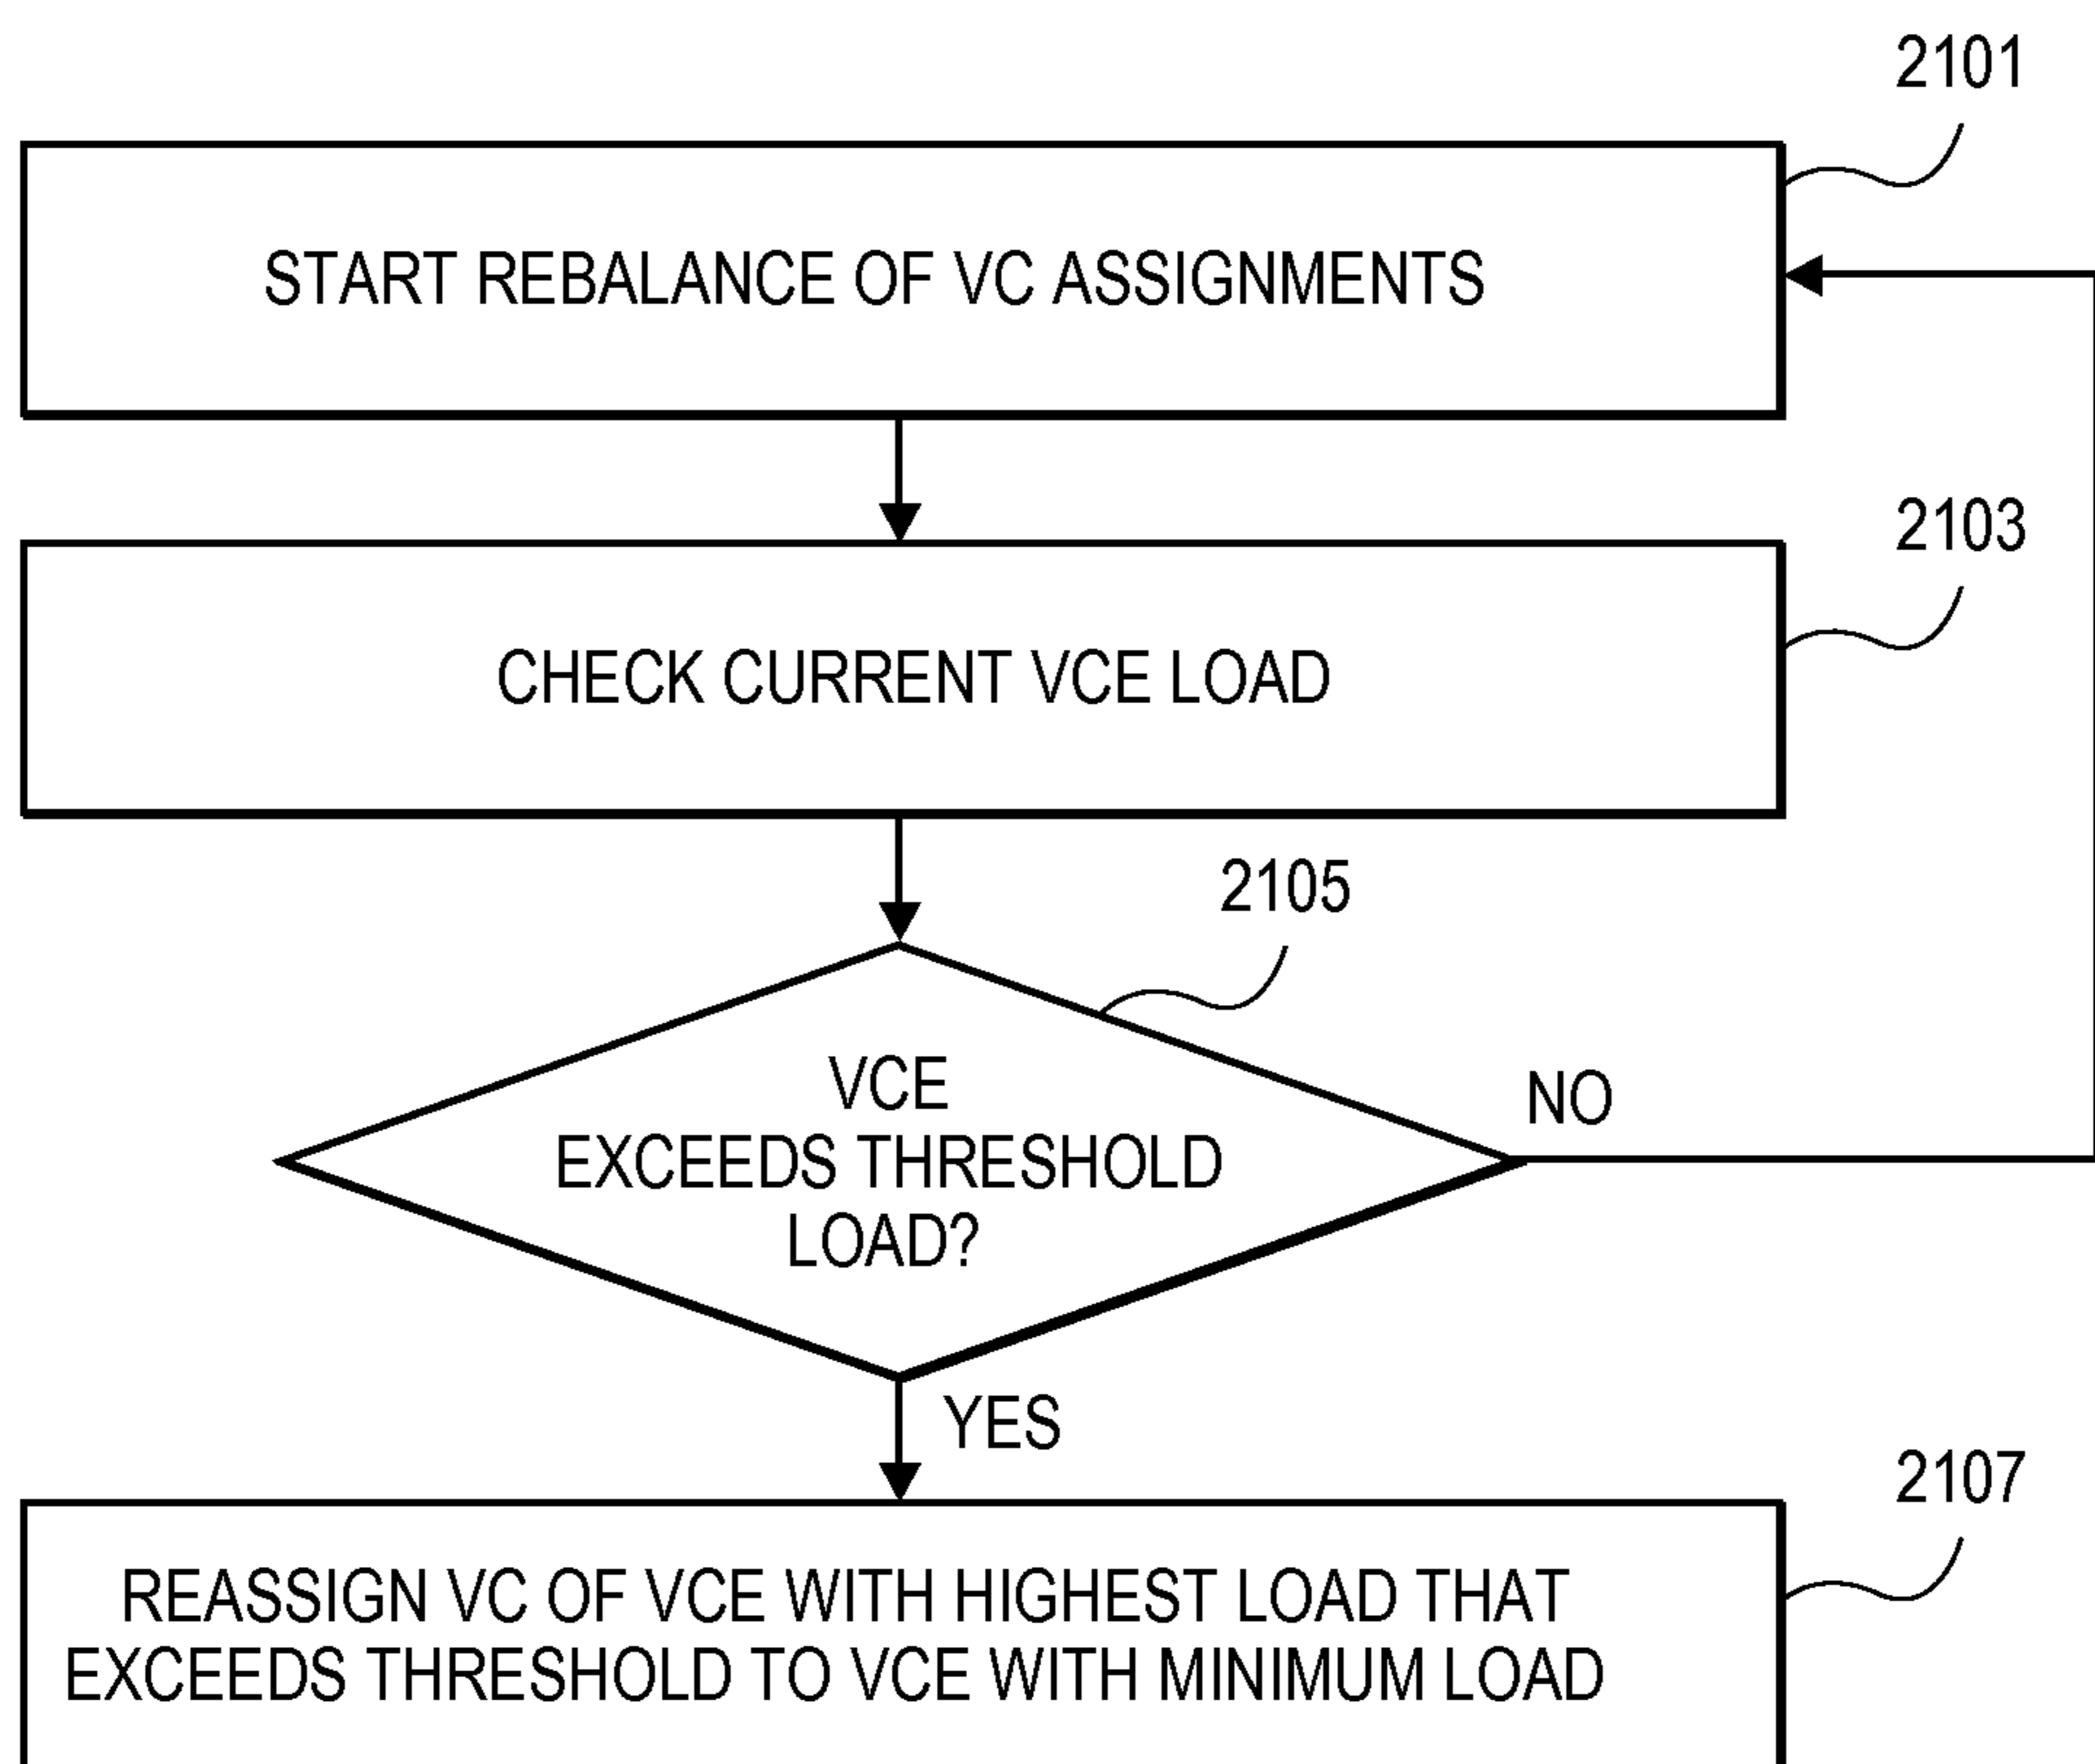 2101
START REBALANCE OF VC ASSIGNMENTS
2103
CHECK CURRENT VCE LOAD
2105
VCE
EXCEEDS THRESHOLD
LOAD?
NO
YES
2107
REASSIGN VC OF VCE WITH HIGHEST LOAD THAT
EXCEEDS THRESHOLD TO VCE WITH MINIMUM LOAD